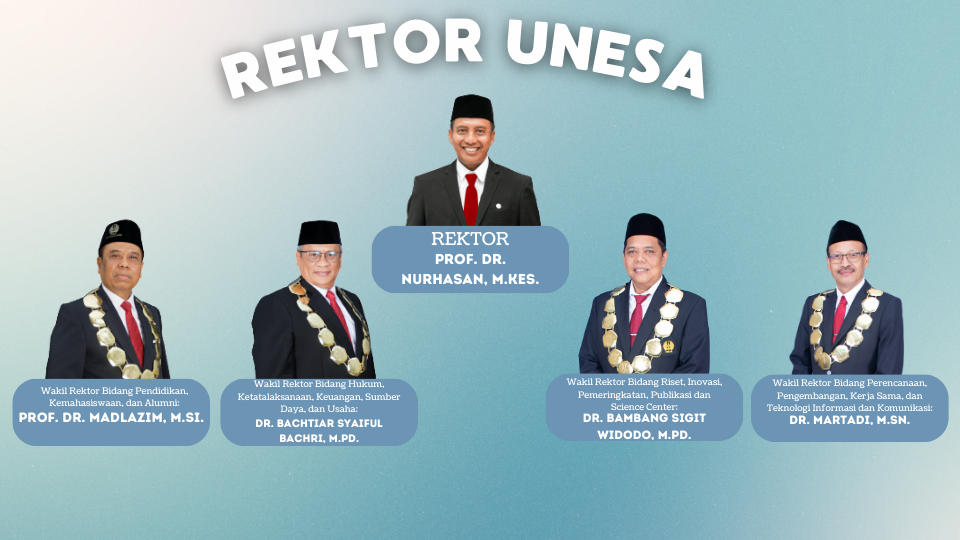 REKTOR UNESA
REKTOR
PROF. DR.
NURHASAN, M.KES.
Wakil Rektor Bidang Pendidikan,
Kemahasiswaan, dan Alumni:
PROF. DR. MADLAZIM, M.SI.
Wakil Rektor Bidang Hukum,
Ketatalaksanaan, Keuangan, Sumber
Daya, dan Usaha:
DR. BACHTIAR SYAIFUL
BACHRI, M.PD.
Wakil Rektor Bidang Riset, Inovasi,
Pemeringkatan, Publikasi dan
Science Center:
DR. BAMBANG SIGIT
WIDODO, M.PD.
Wakil Rektor Bidang Perencanaan,
Pengembangan, Kerja Sama, dan
Teknologi Informasi dan Komunikasi:
DR. MARTADI, M.SN.